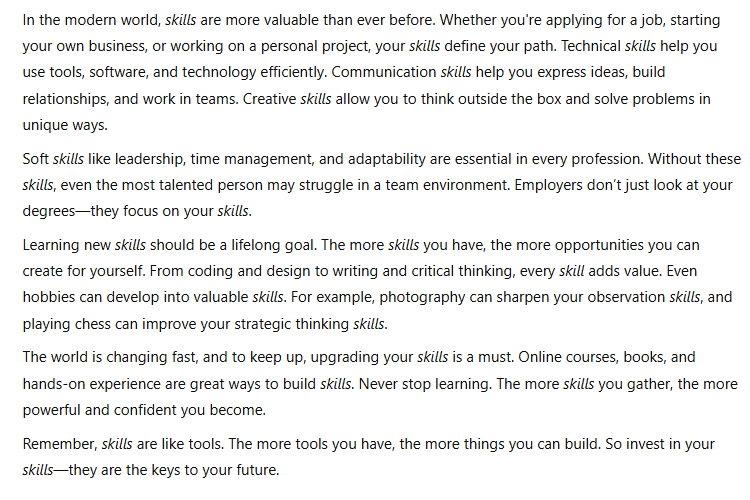 In the modern world, skills are more valuable than ever before. Whether you're applying for a job, starting
your own business, or working on a personal project, your skills define your path. Technical skills help you
use tools, software, and technology efficiently. Communication skills help you express ideas, build
relationships, and work in teams. Creative skills allow you to think outside the box and solve problems in
unique ways.
Soft skills like leadership, time management, and adaptability are essential in every profession. Without these
skills, even the most talented person may struggle in a team environment. Employers don't just look at your
degrees—they focus on your skills.
Learning new skills should be a lifelong goal. The more skills you have, the more opportunities you can
create for yourself. From coding and design to writing and critical thinking, every skill adds value. Even
hobbies can develop into valuable skills. For example, photography can sharpen your observation skills, and
playing chess can improve your strategic thinking skills.
The world is changing fast, and to keep up, upgrading your skills is a must. Online courses, books, and
hands-on experience are great ways to build skills. Never stop learning. The more skills you gather, the more
powerful and confident you become.
Remember, skills are like tools. The more tools you have, the more things you can build. So invest in your
skills—they are the keys to your future.